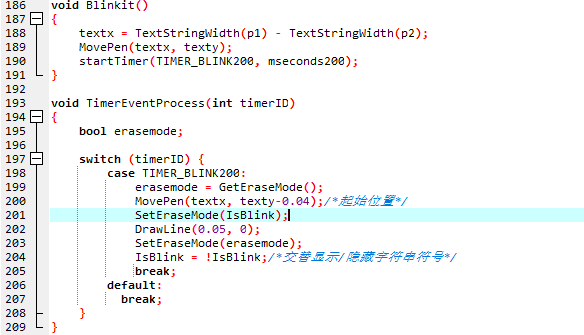 186 void Blinkit()
187 {
188 textx = TextStringWidth(p1) - TextStringWidth(p2);
189 MovePen(textx, texty);
190 startTimer(TIMER_BLINK200, mseconds200);
191 }
192
193 void TimerEventProcess(int timerID)
194 {
195 bool erasemode;
196
197 switch (timerID) {
198 case TIMER_BLINK200:
199 erasemode = GetEraseMode();
200 MovePen(textx, texty-0.04);/*起始位置*/
201 SetEraseMode(IsBlink);
202 DrawLine(0.05, 0);
203 SetEraseMode(erasemode);
204 IsBlink = !IsBlink;/*交替显示/隐藏字符串符号*/
205 break;
206 default:
207 break;
208 }
209 }